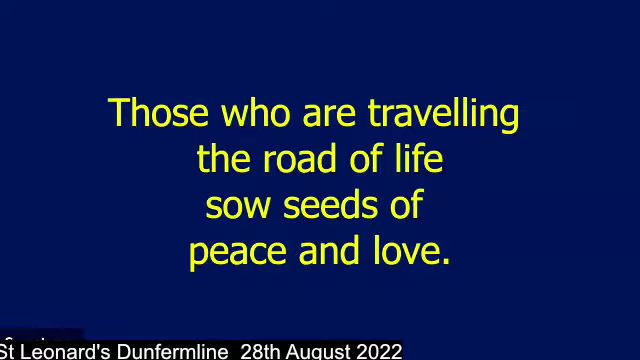 Those who are travelling
the road of life
sow seeds of
peace and love.
St Leonard's Dunfermline 28th August 2022